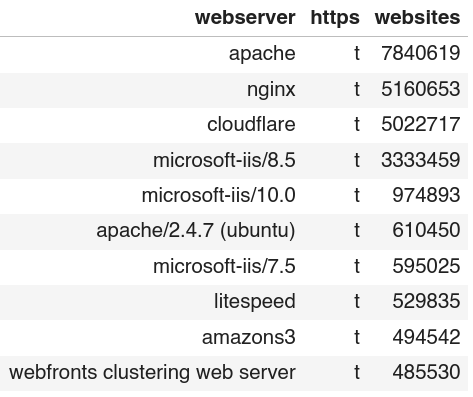 webserver https websites
apache t 7840619
nginx t 5160653
cloudflare t 5022717
microsoft-iis/8.5 t 3333459
microsoft-iis/10.0 t 974893
apache/2.4.7 (ubuntu) t 610450
microsoft-iis/7.5 t 595025
litespeed t 529835
amazons3 t 494542
webfronts clustering web server t 485530